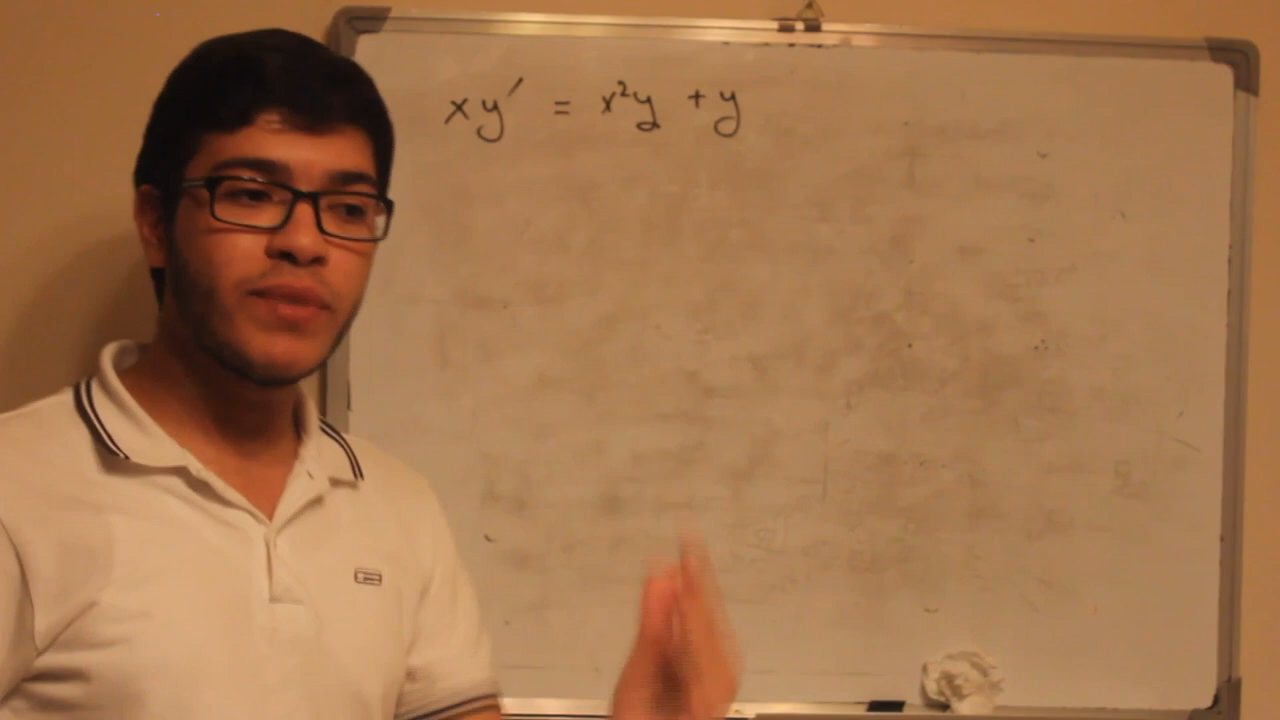 xy′ = x²y + y